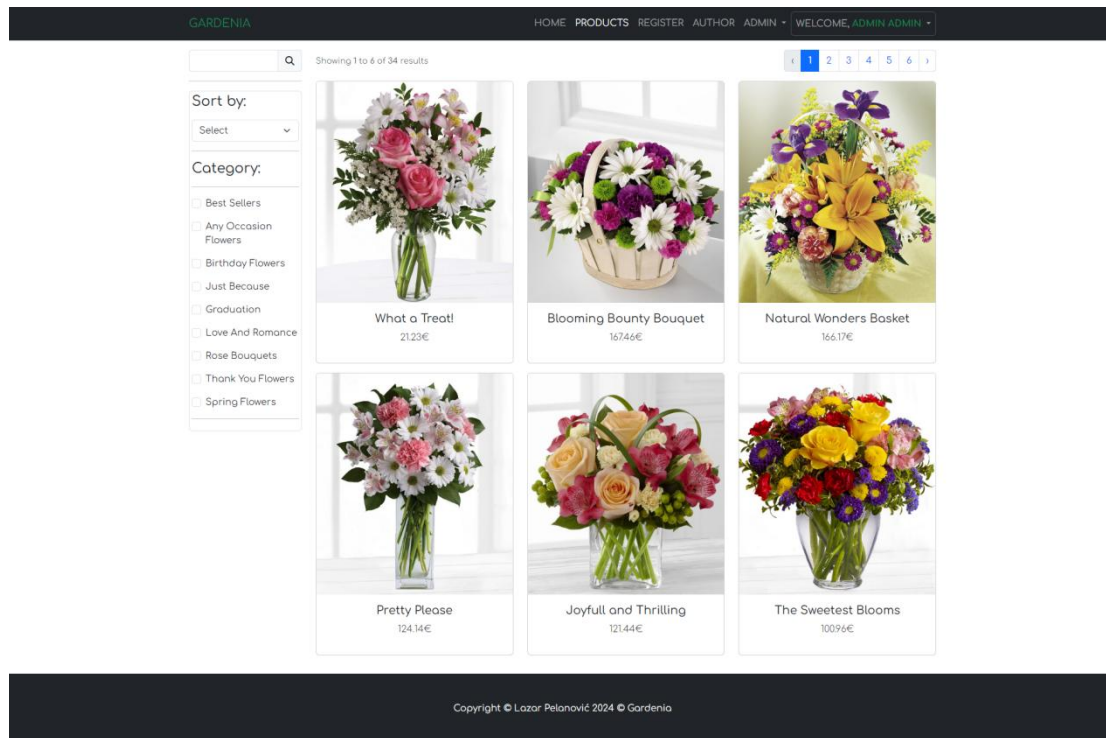 GARDENIA
HOME PRODUCTS REGISTER AUTHOR ADMIN WELCOME, ADMIN ADMIN
Showing 1 to 6 of 34 results
‹ 1 2 3 4 5 6 ›
Sort by:
Select
Category:
Best Sellers
Any Occasion
Flowers
Birthday Flowers
Just Because
Graduation
Love And Romance
Rose Bouquets
Thank You Flowers
Spring Flowers
What a Treat!
21.23€
Blooming Bounty Bouquet
167.46€
Natural Wonders Basket
166.17€
Pretty Please
124.14€
Joyfull and Thrilling
121.44€
The Sweetest Blooms
100.96€
Copyright © Lazar Pelanović 2024 © Gardenia